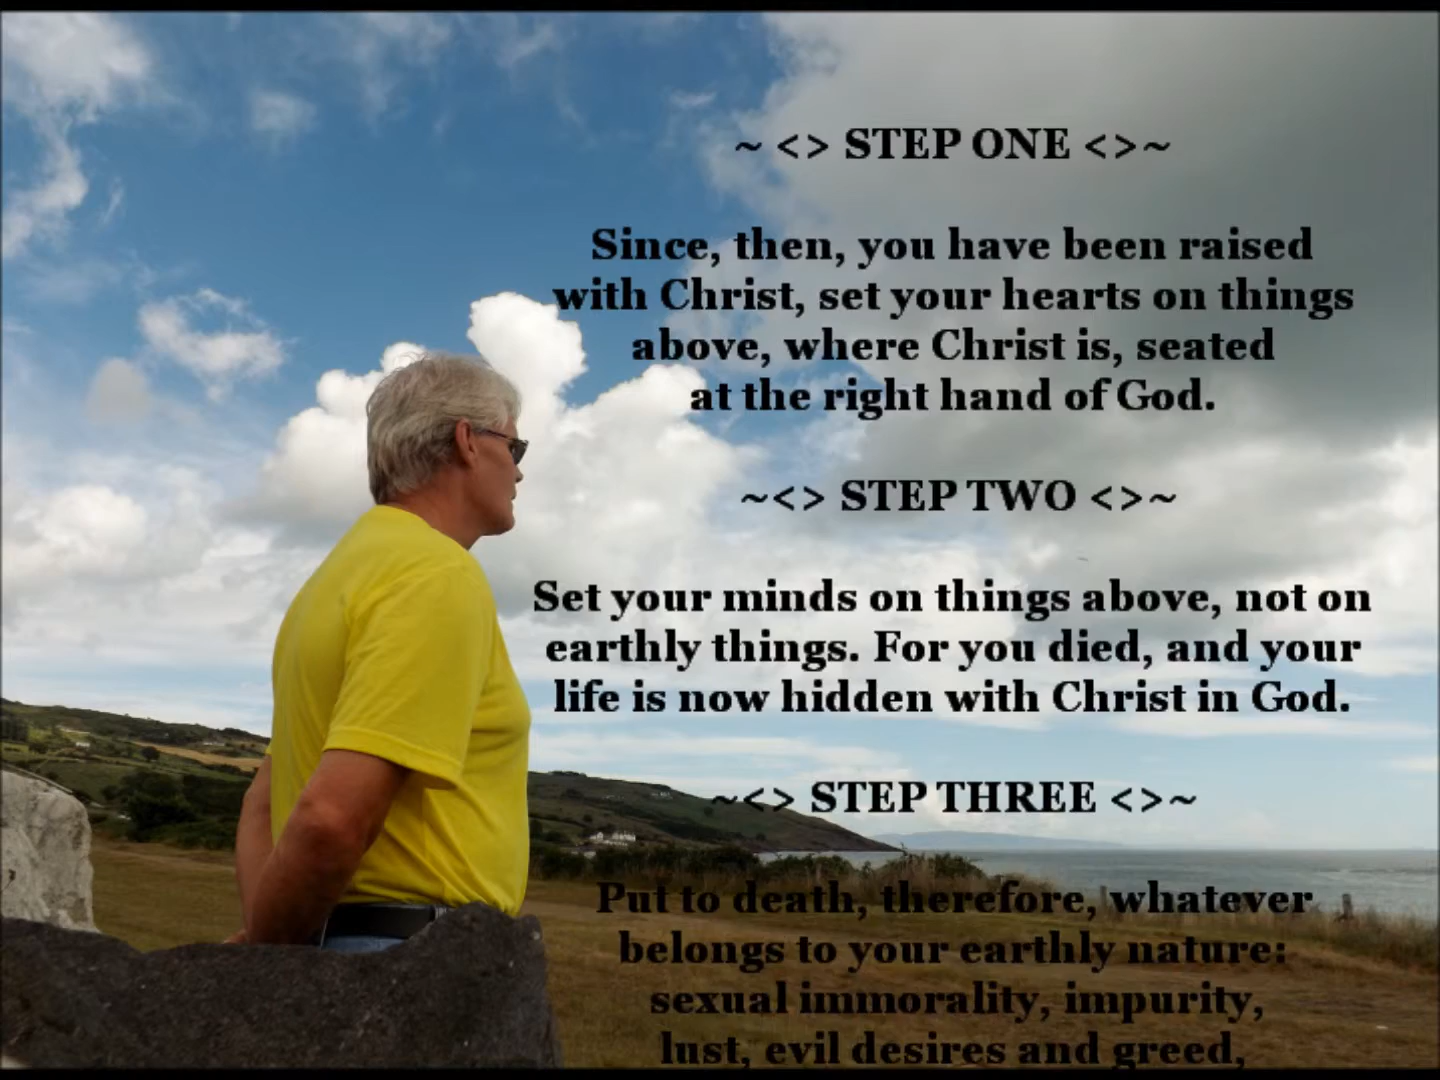 ~ <> STEP ONE <>~
Since, then, you have been raised
with Christ, set your hearts on things
above, where Christ is, seated
at the right hand of God.
~<> STEP TWO <>~
Set your minds on things above, not on
earthly things. For you died, and your
life is now hidden with Christ in God.
~<> STEP THREE <>~
Put to death, therefore, whatever
belongs to your earthly nature:
sexual immorality, impurity,
lust, evil desires and greed,